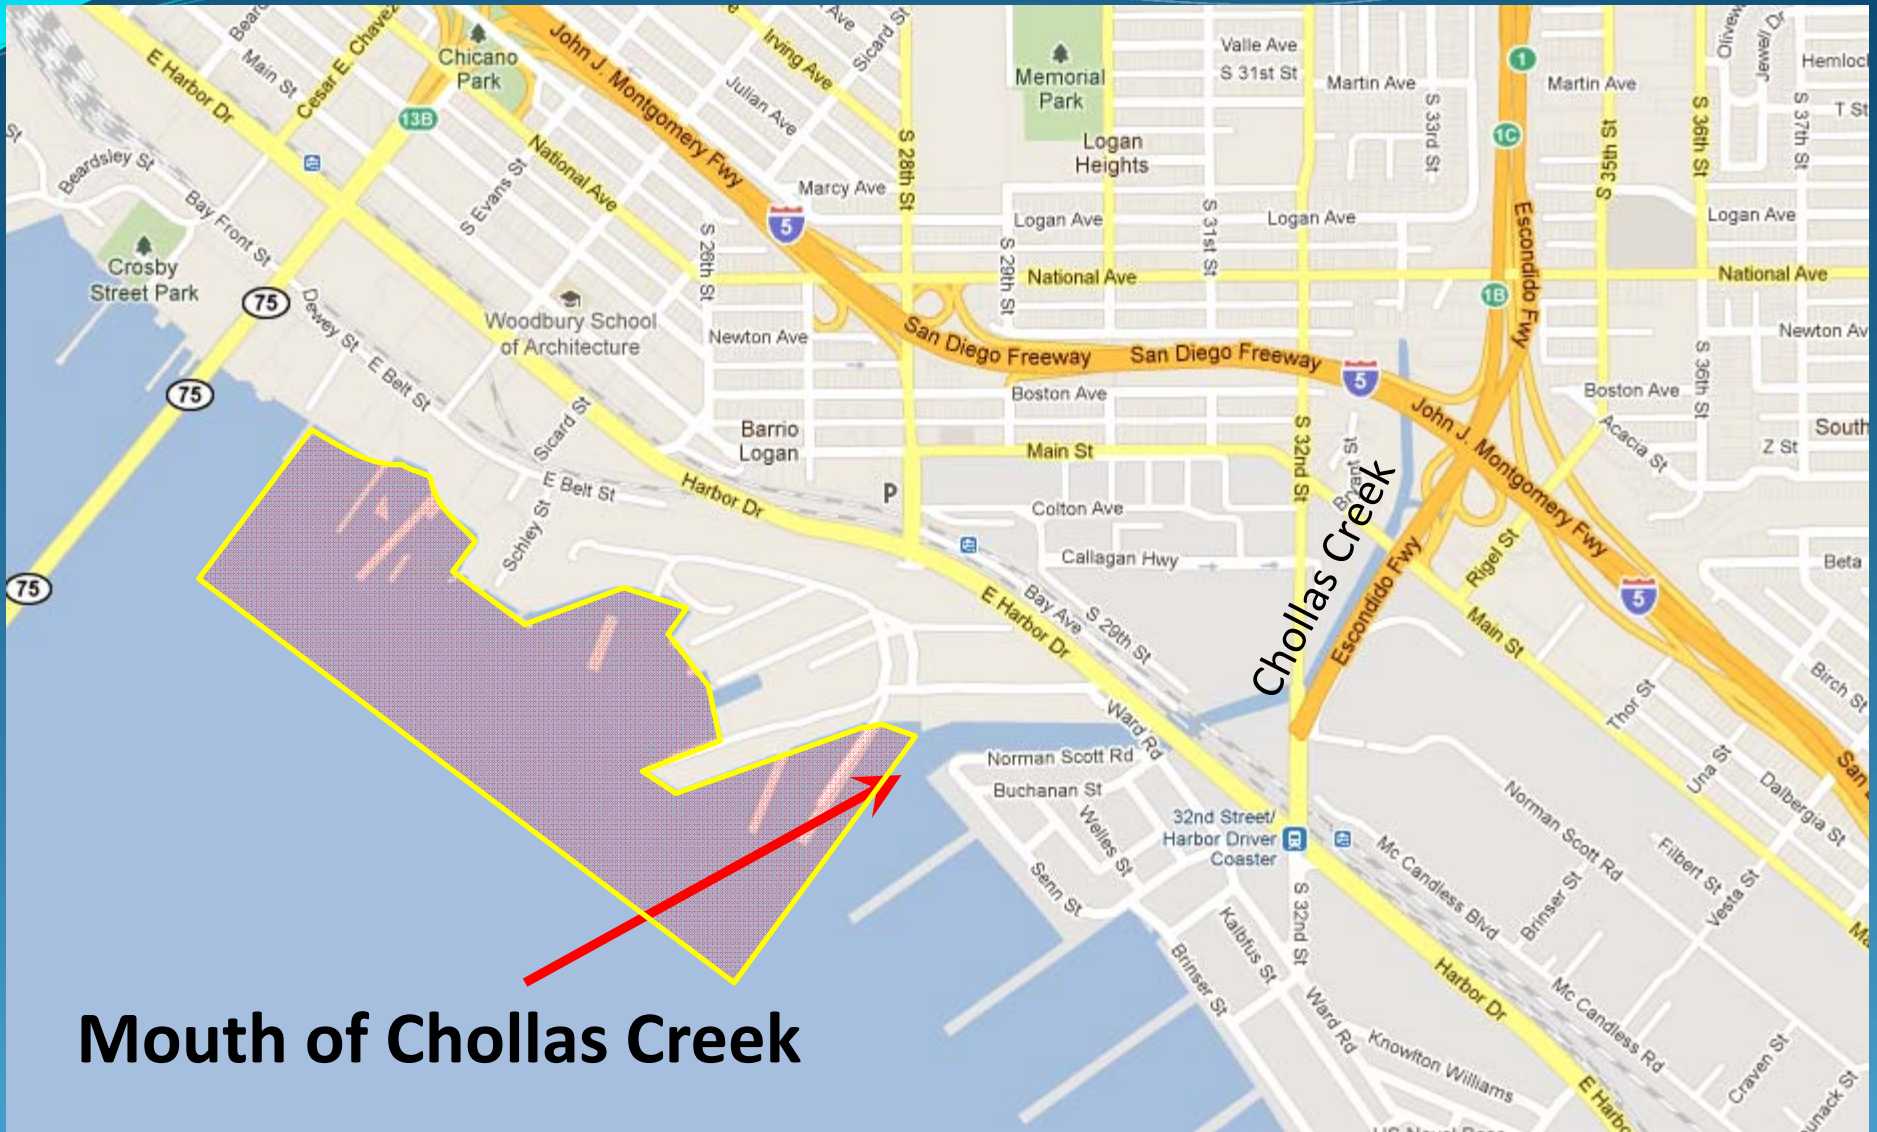 E Harbor Dr
Main St
Cesar E. Chavez
Chicano
Park
John J. Montgomery Fwy
Irving Ave
Sicard St
Ave
Julian Ave
Memorial
Park
Valle Ave
S 31st St
Martin Ave
S 33rd St
1
Martin Ave
S 35th St
S 36th St
Jewel Dr
S 37th St
T St
13B
1C
St
Beardsley St
National Ave
S 28th St
Logan
Heights
Bay Front St
S Evans St
Marcy Ave
5
Logan Ave
S 31st St
Logan Ave
Escondido Fwy
Logan Ave
Crosby
Street Park
75
S 26th St
S 29th St
National Ave
1B
National Ave
Dewey St
Woodbury School
of Architecture
Newton Ave
San Diego Freeway
San Diego Freeway
Newton Av
75
E Belt St
5
Boston Ave
Boston Ave
S 36th St
John J. Montgomery Fwy
Sicard St
Barrio
Logan
Main St
S 32nd St
Acacia St
South
Z St
E Belt St
Harbor Dr
P
Colton Ave
Chollas Creek
Schley St
Callagan Hwy
Escondido Fwy
Rigel St
Beta
75
E Harbor Dr
Bay Ave
S 29th St
5
Main St
Birch St
Ward Rd
Thor St
Norman Scott Rd
Buchanan St
Una St
San
Dalbergia St
Welles St
32nd Street/
Harbor Driver
Coaster
Norman Scott Rd
Senn St
Mc Candless Blvd
Filbert St
Brinser St
Vesta St
S 32nd St
Kalbfus St
Brinser St
Harbor Dr
Ward Rd
Mc Candless Rd
Mouth of Chollas Creek
Knowlton Williams
Craven St
E Harbo